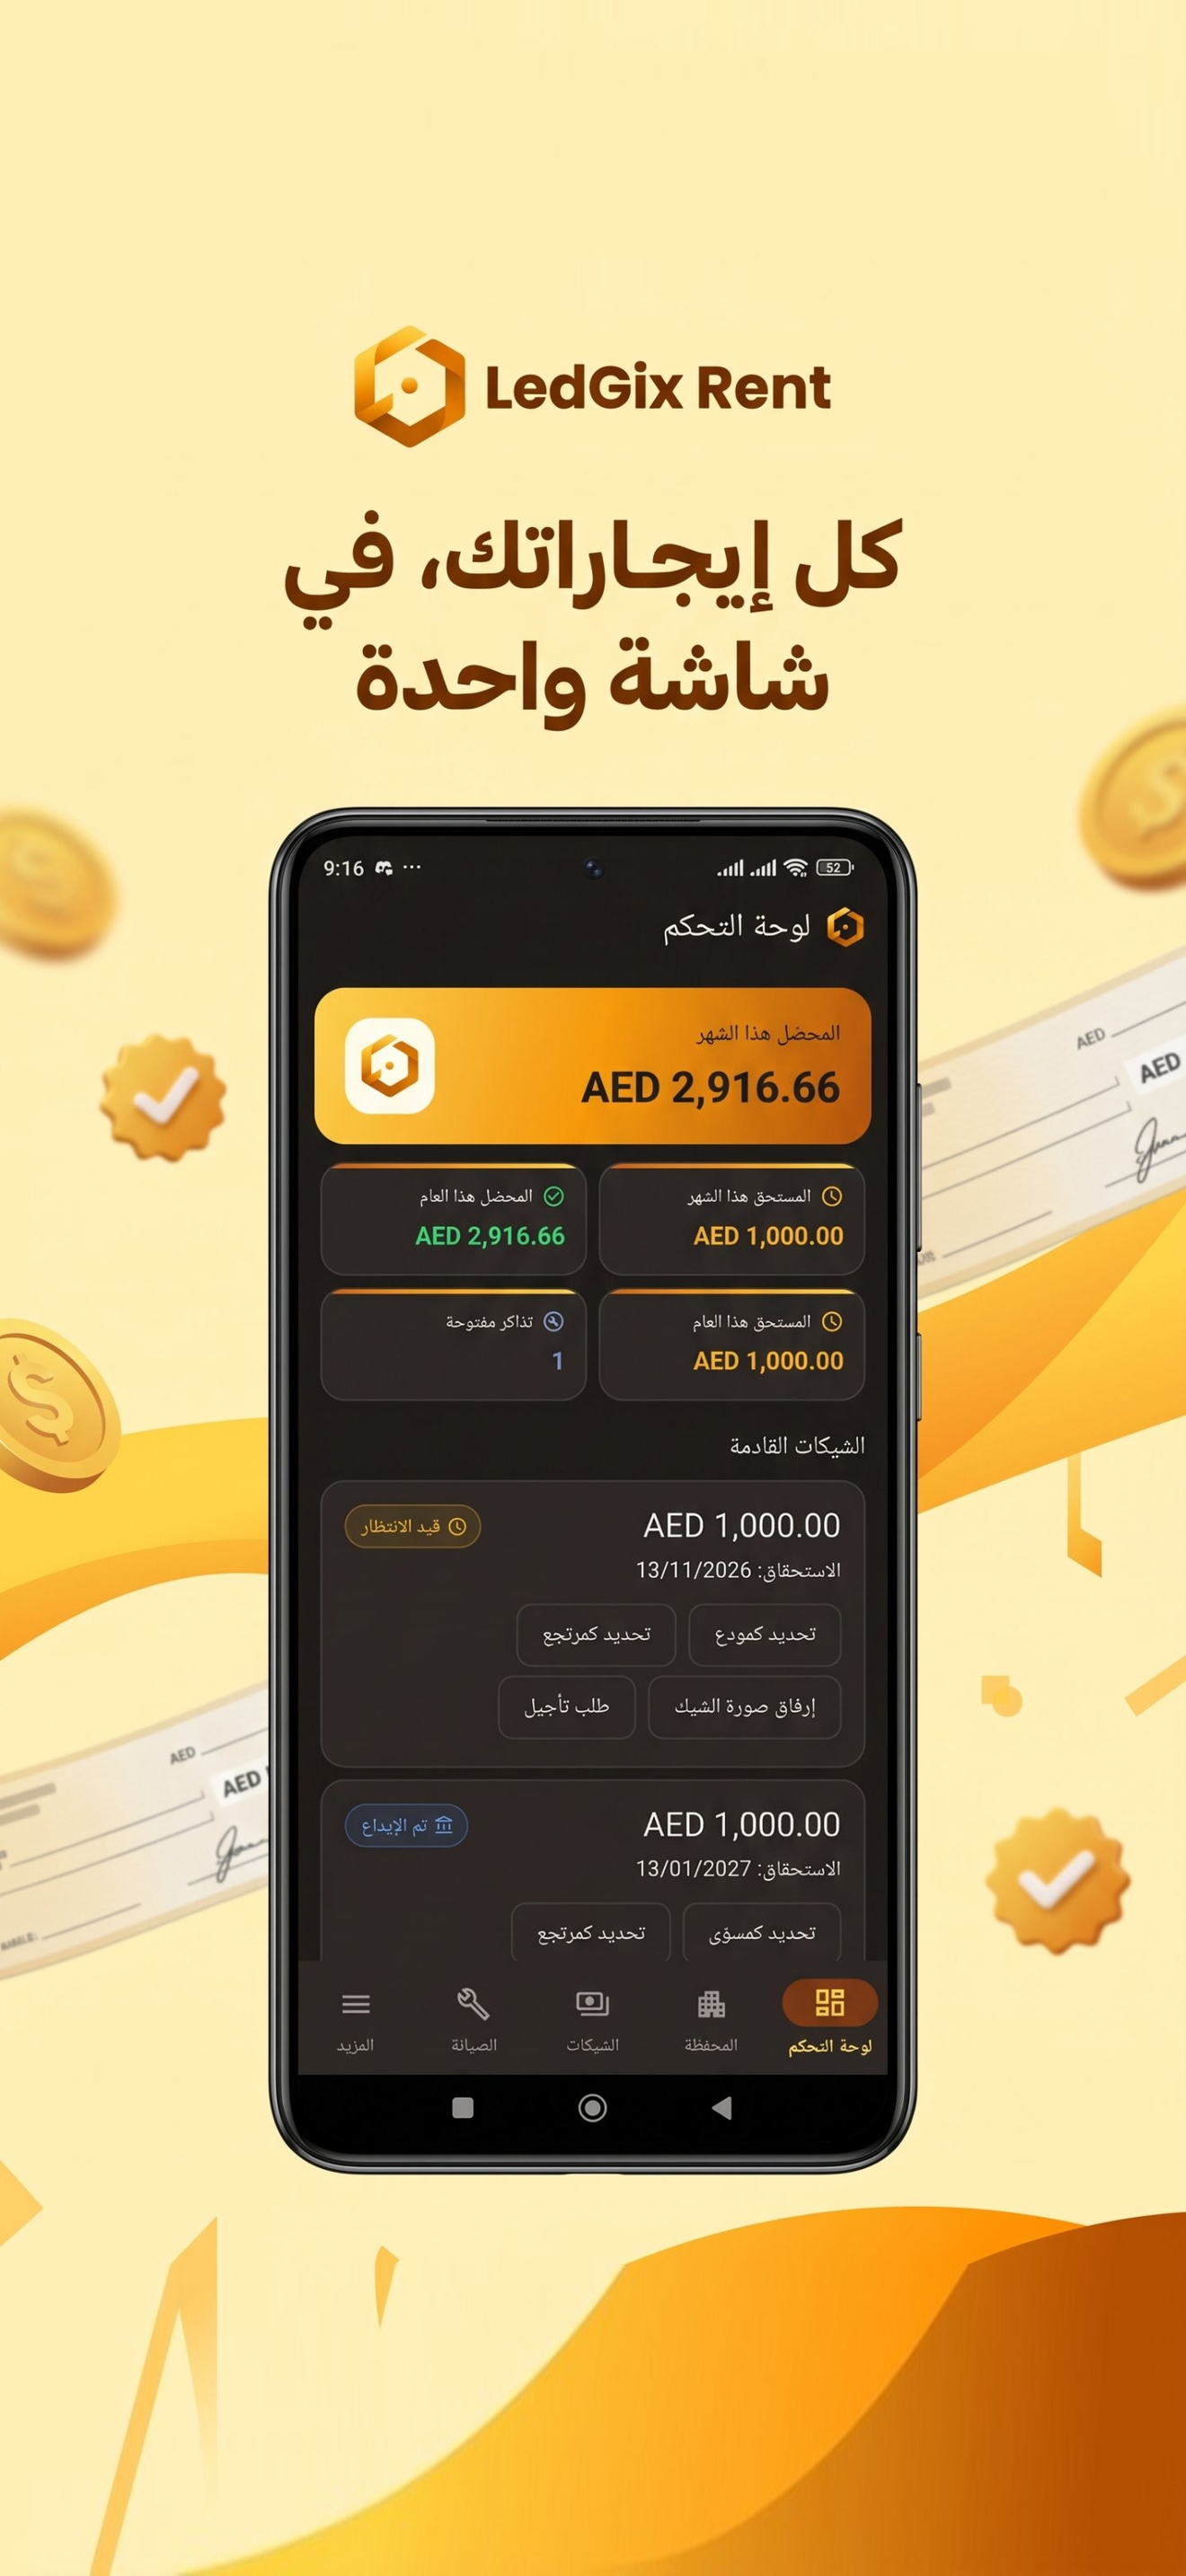 LedGix Rent
كل إيجاراتك، في
شاشة واحدة
9:16 ...
52
لوحة التحكم
المحضل هذا الشهر
AED 2,916.66
المستحق هذا الشهر
AED 1,000.00
المحضل هذا العام
AED 2,916.66
المستحق هذا العام
AED 1,000.00
تذاكر مفتوحة
1
الشيكات القادمة
AED 1,000.00
قيد الانتظار
الاستحقاق: 13/11/2026
تحديد كمودع
تحديد كمرتجع
إرفاق صورة الشيك
طلب تأجيل
AED 1,000.00
تم الإيداع
الاستحقاق: 13/01/2027
تحديد كمسوّى
تحديد كمرتجع
لوحة التحكم
المحفظة
الشيكات
الصيانة
المزيد
AED
AED
AED
AED